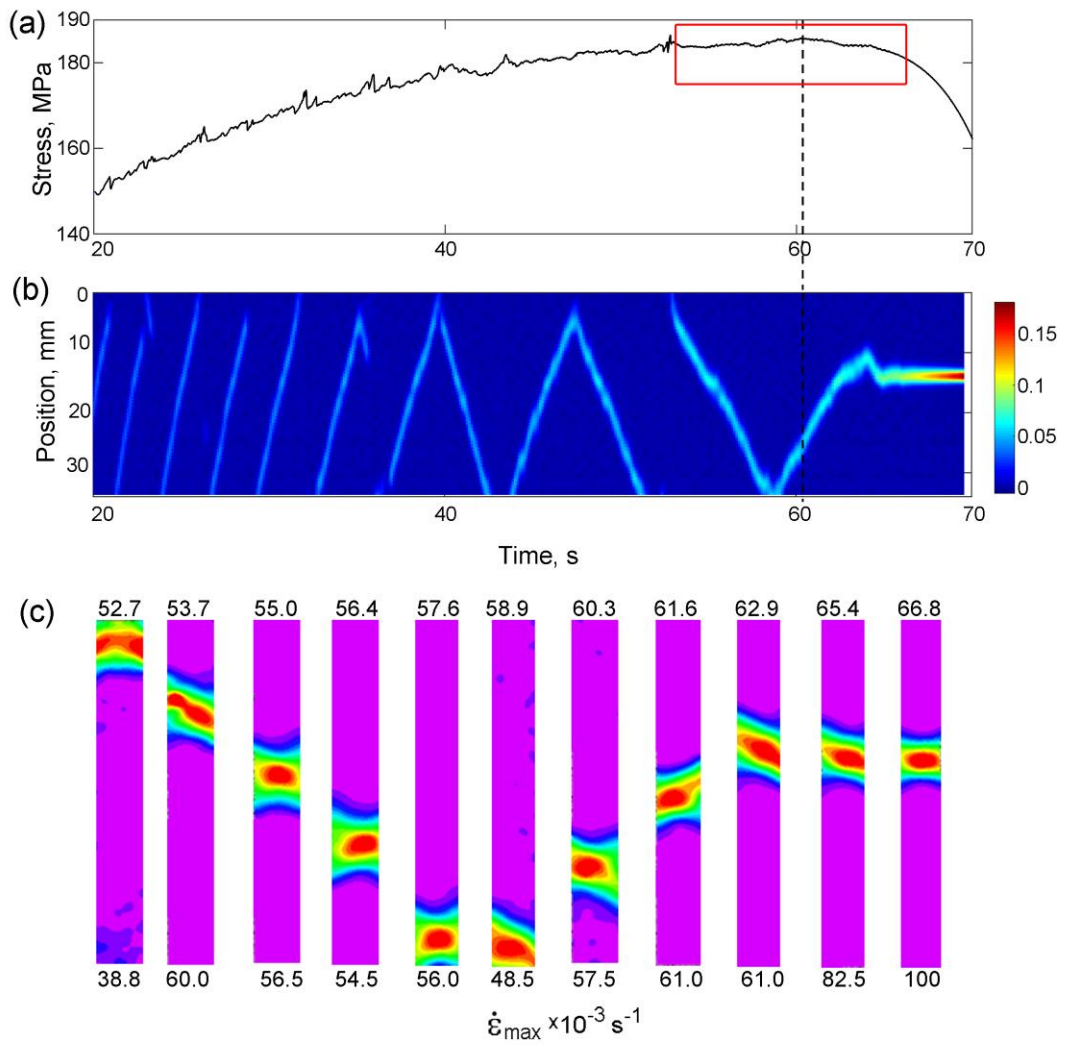 (a)
190
180
160
140
Stress, MPa
20 40 60 70
(b)
0
10
20
30
Position, mm
0.15
0.1
0.05
0
20 40 60 70
Time, s
(c)
52.7 53.7 55.0 56.4 57.6 58.9 60.3 61.6 62.9 65.4 66.8
38.8 60.0 56.5 54.5 56.0 48.5 57.5 61.0 61.0 82.5 100
ε̇max ×10⁻³ s⁻¹